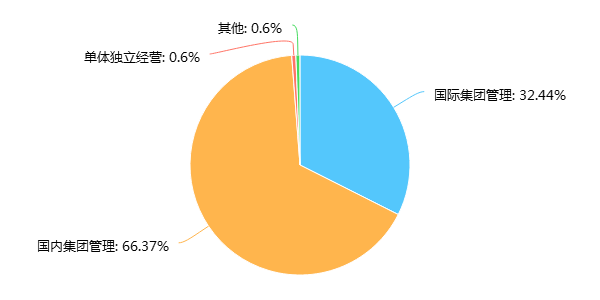 其他: 0.6%
单体独立经营: 0.6%
国际集团管理: 32.44%
国内集团管理: 66.37%